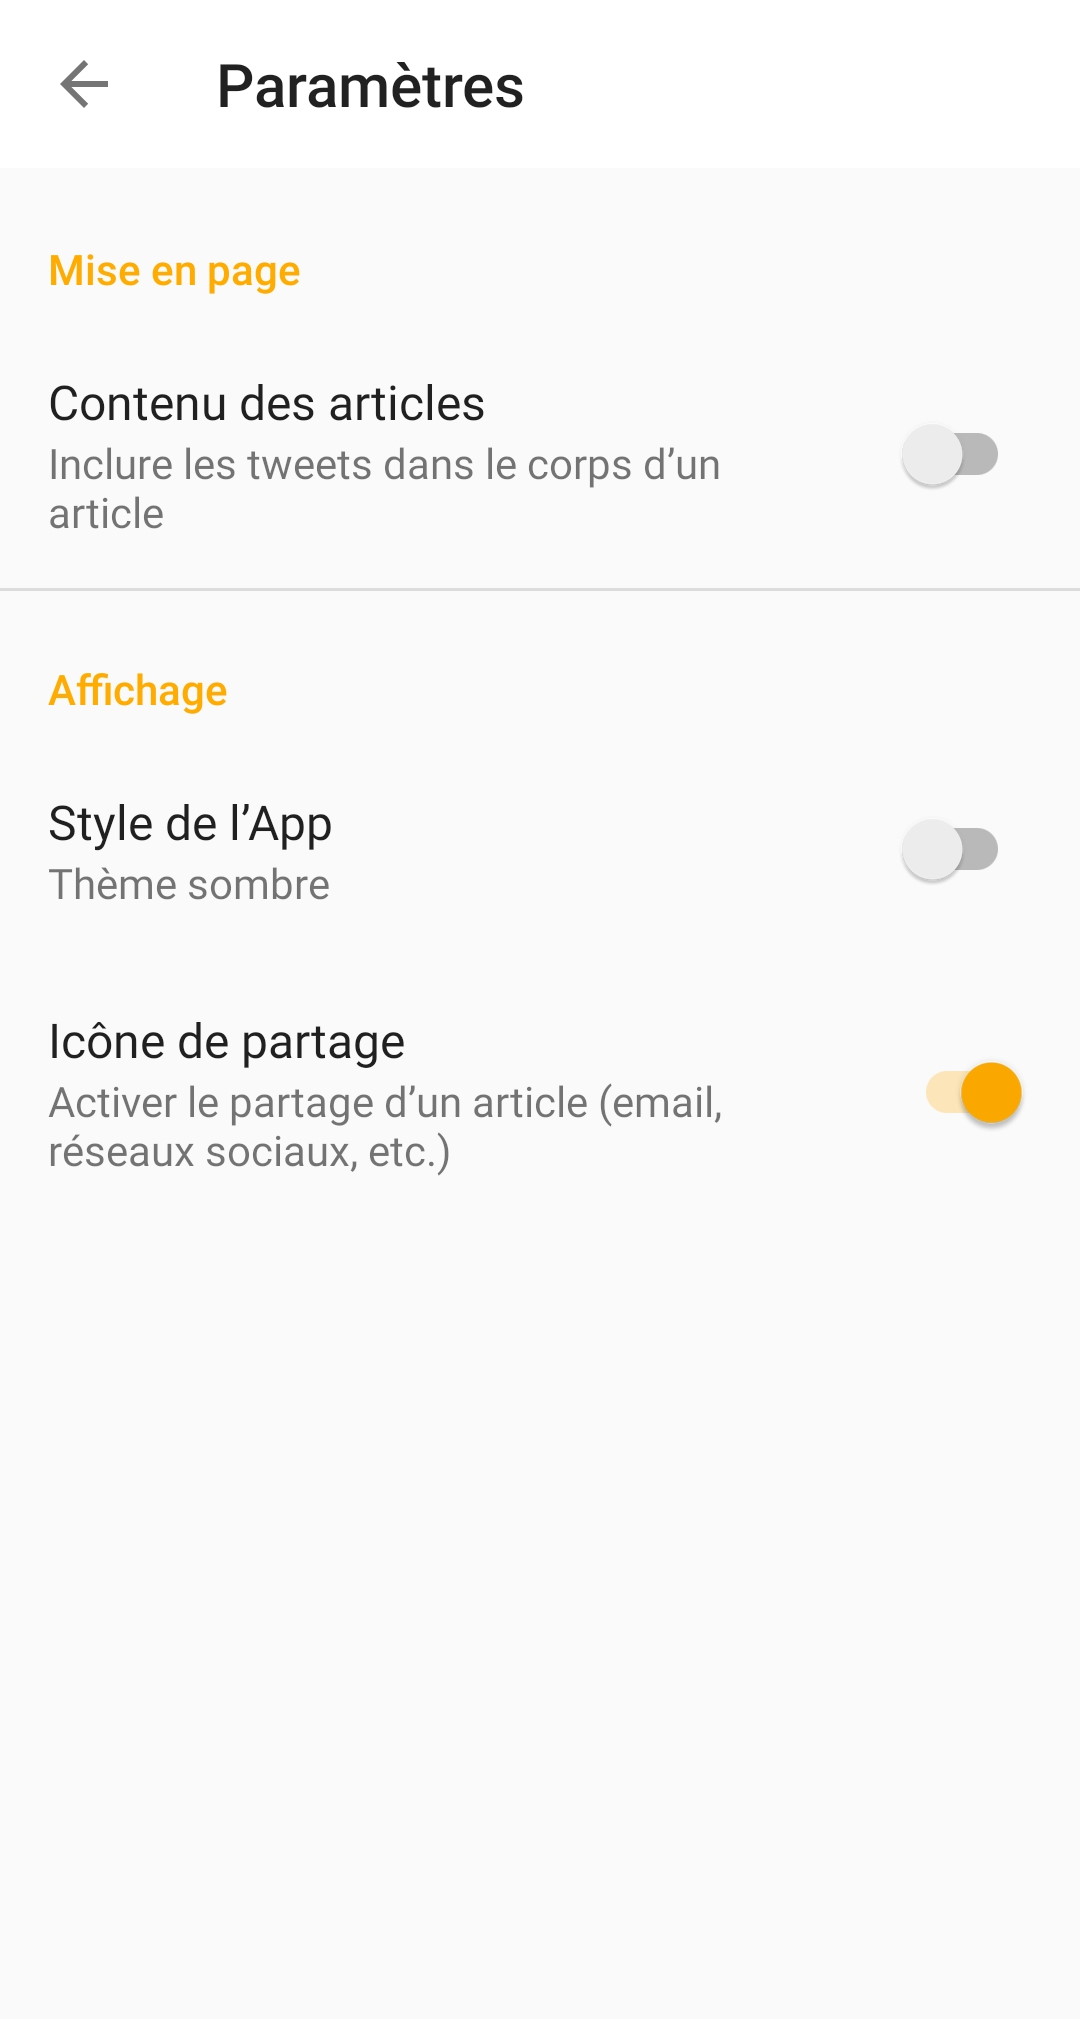 Paramètres
Mise en page
Contenu des articles
Inclure les tweets dans le corps d’un
article
Affichage
Style de l’App
Thème sombre
Icône de partage
Activer le partage d’un article (email,
réseaux sociaux, etc.)